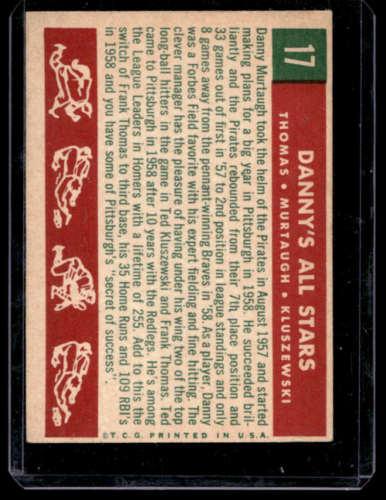 17
DANNY'S ALL STARS
THOMAS • MURTAUGH • KLUSZEWSKI
Danny Murtaugh took the helm of the Pirates in August 1957 and started
making plans for a big year in Pittsburgh in 1958. He succeeded bril-
liantly and the Pirates rebounded from their 7th place position and
33 games out of first in '57 to 2nd position in league standings and only
8 games away from the pennant-winning Braves in '58. As a player, Danny
was a Forbes Field favorite with his expert fielding and fine hitting. The
clever manager has the pleasure of having under his wing two of the top
long-ball hitters in the game in Ted Kluszewski and Frank Thomas. Ted
came to Pittsburgh in 1958 after 10 years with the Redlegs. He's among
the League Leaders in Homers with a lifetime of 255. Add to this the
switch of Frank Thomas to third base, his 35 Home Runs and 109 RBI's
in 1958 and you have some of Pittsburgh's "secret of success".
©T.C.G. PRINTED IN U.S.A.